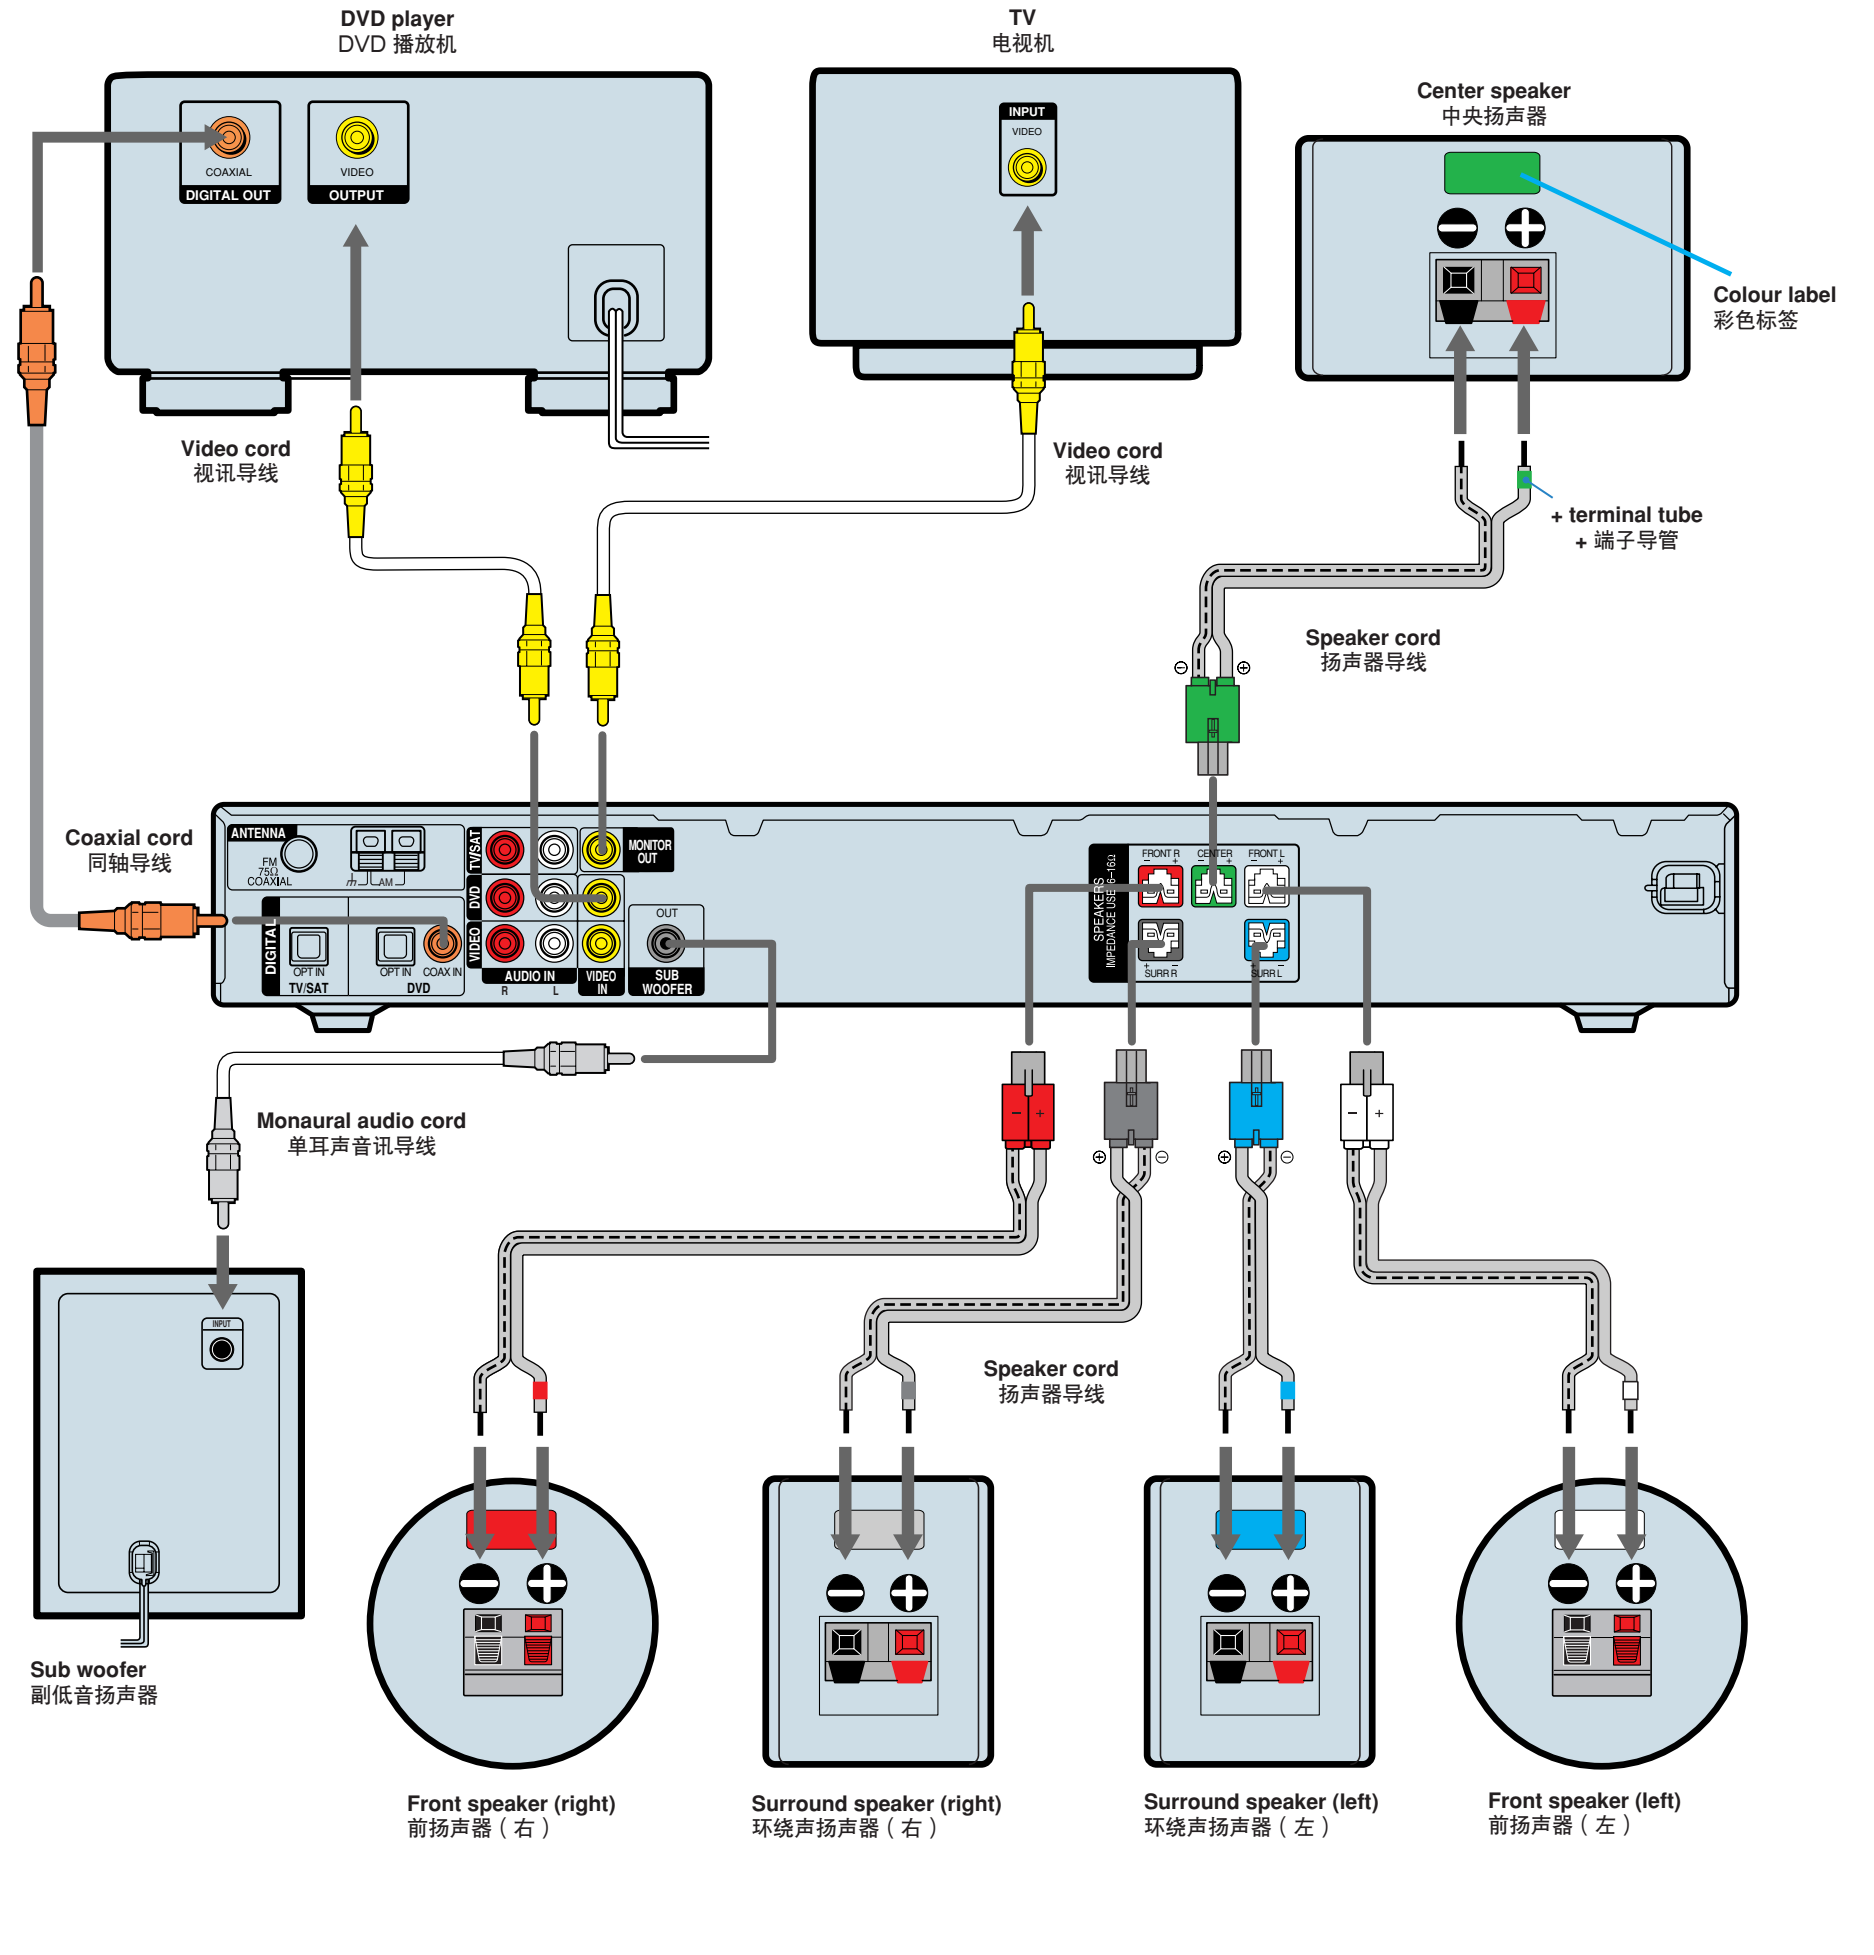 DVD player
DVD 播放机
TV
电视机
Center speaker
中央扬声器
COAXIAL
DIGITAL OUT
VIDEO
OUTPUT
INPUT
VIDEO
Colour label
彩色标签
Video cord
视讯导线
Video cord
视讯导线
+ terminal tube
+ 端子导管
Speaker cord
扬声器导线
Coaxial cord
同轴导线
ANTENNA
FM
75Ω
COAXIAL
AM
TV/SAT
DVD
VIDEO
MONITOR
OUT
DIGITAL
OPT IN
TV/SAT
OPT IN
COAX IN
DVD
AUDIO IN
R
L
VIDEO
IN
OUT
SUB
WOOFER
SPEAKERS
IMPEDANCE USE 6–16Ω
FRONT R
CENTER
FRONT L
− +
− +
− +
+ −
SURR R
+ −
SURR L
Monaural audio cord
单耳声音讯导线
− +
− +
INPUT
Speaker cord
扬声器导线
Sub woofer
副低音扬声器
Front speaker (right)
前扬声器（右）
Surround speaker (right)
环绕声扬声器（右）
Surround speaker (left)
环绕声扬声器（左）
Front speaker (left)
前扬声器（左）